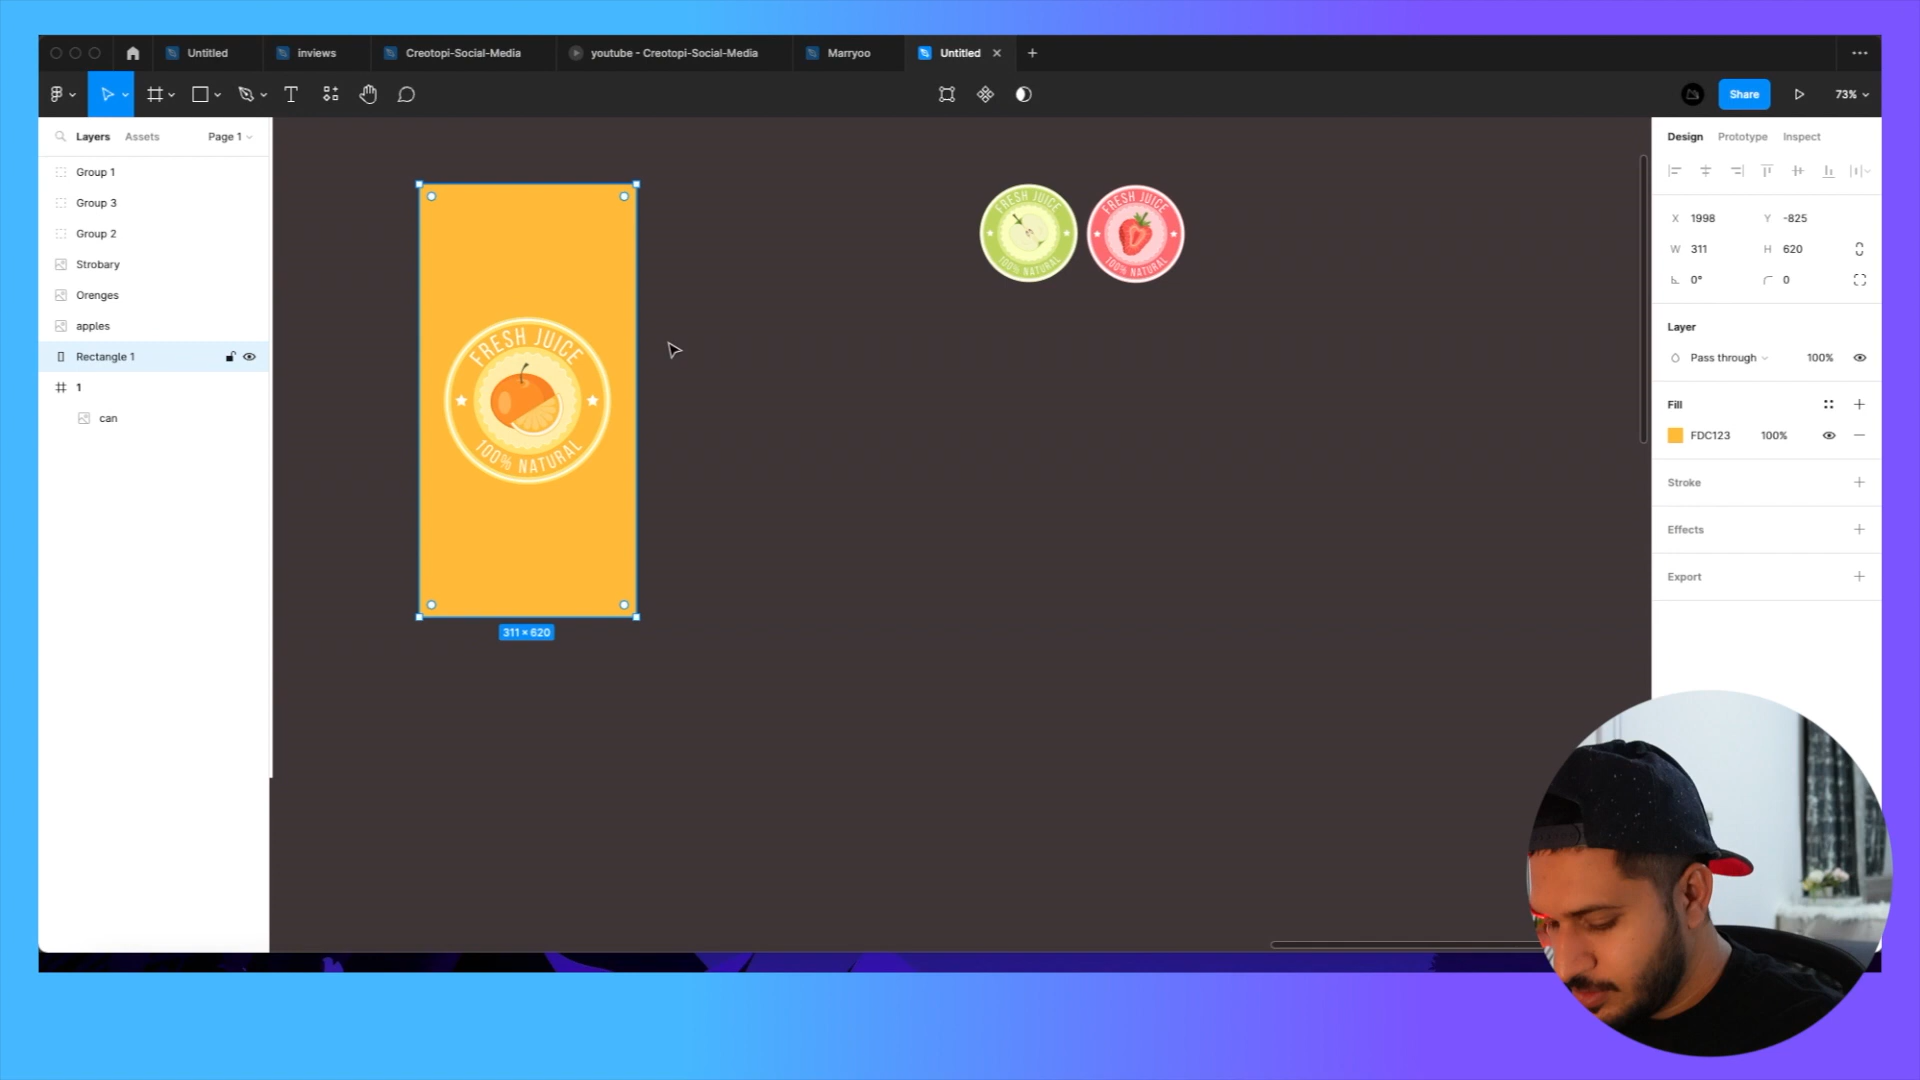 Untitled
inviews
Creotopi-Social-Media
youtube - Creotopi-Social-Media
Marryoo
Untitled
Share
73%
Layers
Assets
Page 1
Group 1
Group 3
Group 2
Strobary
Orenges
apples
Rectangle 1
1
can
FRESH JUICE
100% NATURAL
311 × 620
FRESH JUICE
100% NATURAL
FRESH JUICE
100% NATURAL
Design
Prototype
Inspect
X 1998
Y -825
W 311
H 620
0°
0
Layer
Pass through
100%
Fill
FDC123
100%
Stroke
Effects
Export